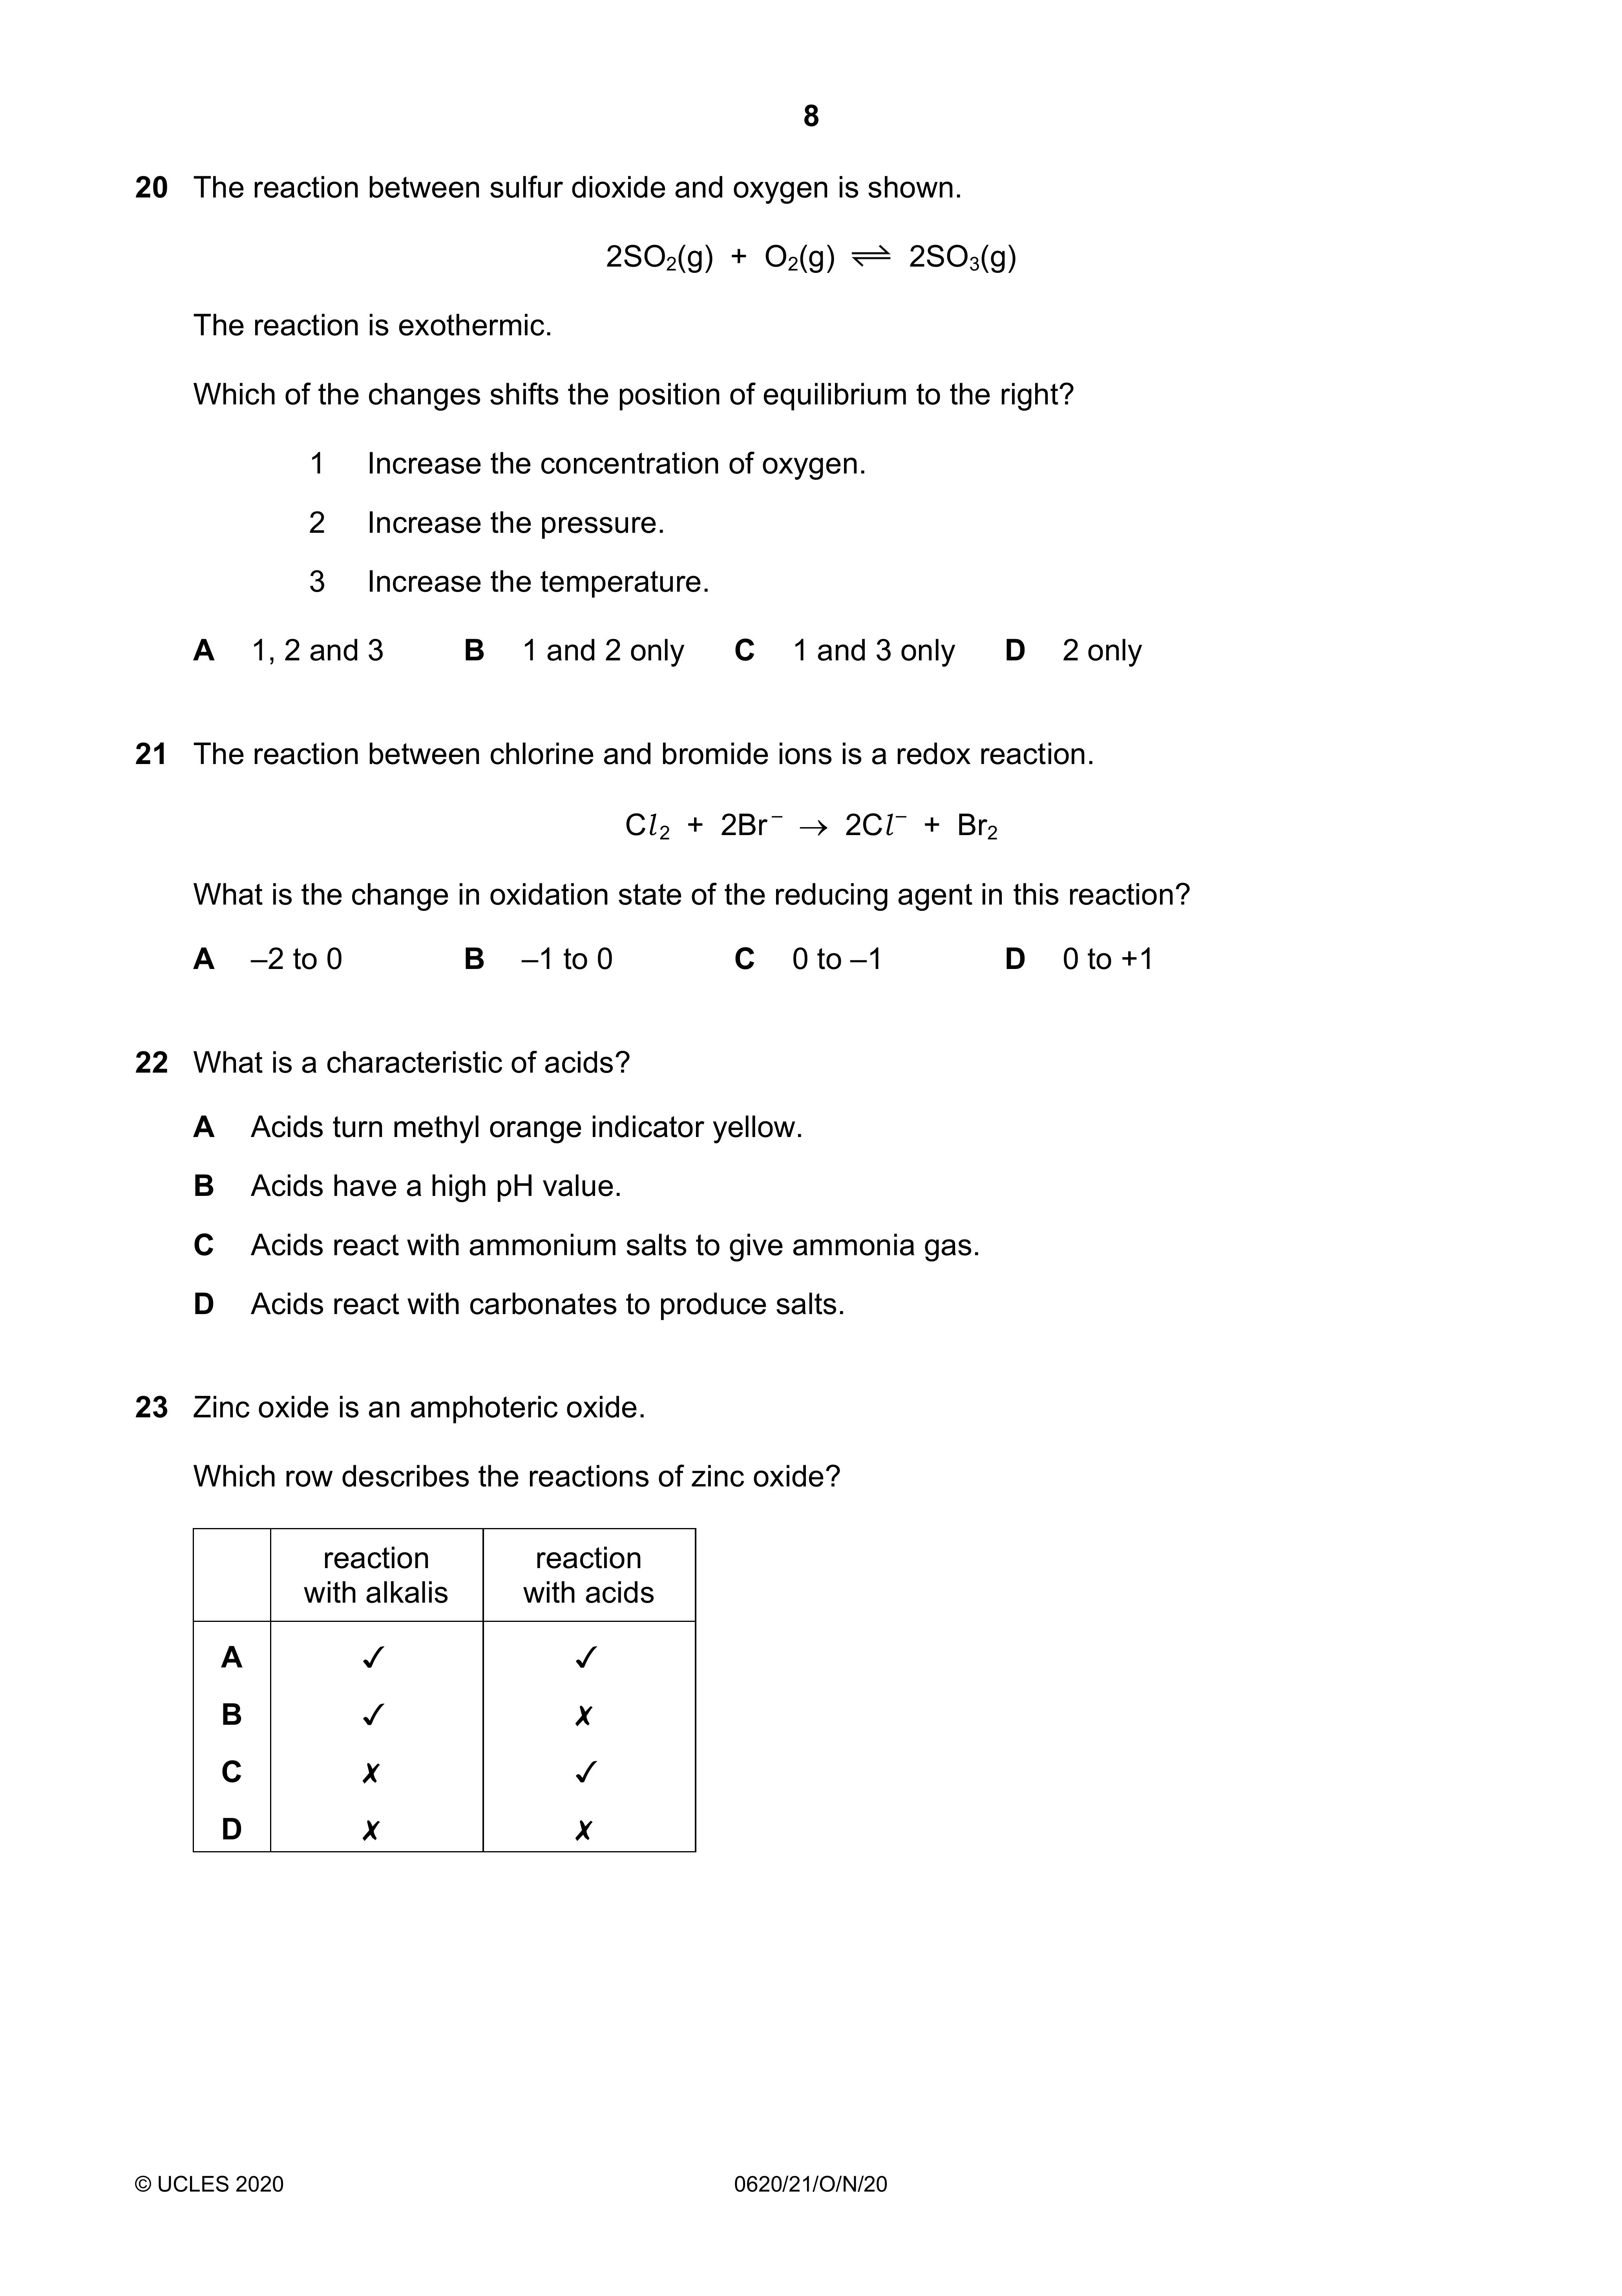 8
20 The reaction between sulfur dioxide and oxygen is shown.
2SO₂(g) + O₂(g) ⇌ 2SO₃(g)
The reaction is exothermic.
Which of the changes shifts the position of equilibrium to the right?
1 Increase the concentration of oxygen.
2 Increase the pressure.
3 Increase the temperature.
A 1, 2 and 3 B 1 and 2 only C 1 and 3 only D 2 only
21 The reaction between chlorine and bromide ions is a redox reaction.
Cl₂ + 2Br⁻ → 2Cl⁻ + Br₂
What is the change in oxidation state of the reducing agent in this reaction?
A –2 to 0 B –1 to 0 C 0 to –1 D 0 to +1
22 What is a characteristic of acids?
A Acids turn methyl orange indicator yellow.
B Acids have a high pH value.
C Acids react with ammonium salts to give ammonia gas.
D Acids react with carbonates to produce salts.
23 Zinc oxide is an amphoteric oxide.
Which row describes the reactions of zinc oxide?
reaction reaction
with alkalis with acids
A ✓ ✓
B ✓ ✗
C ✗ ✓
D ✗ ✗
© UCLES 2020 0620/21/O/N/20